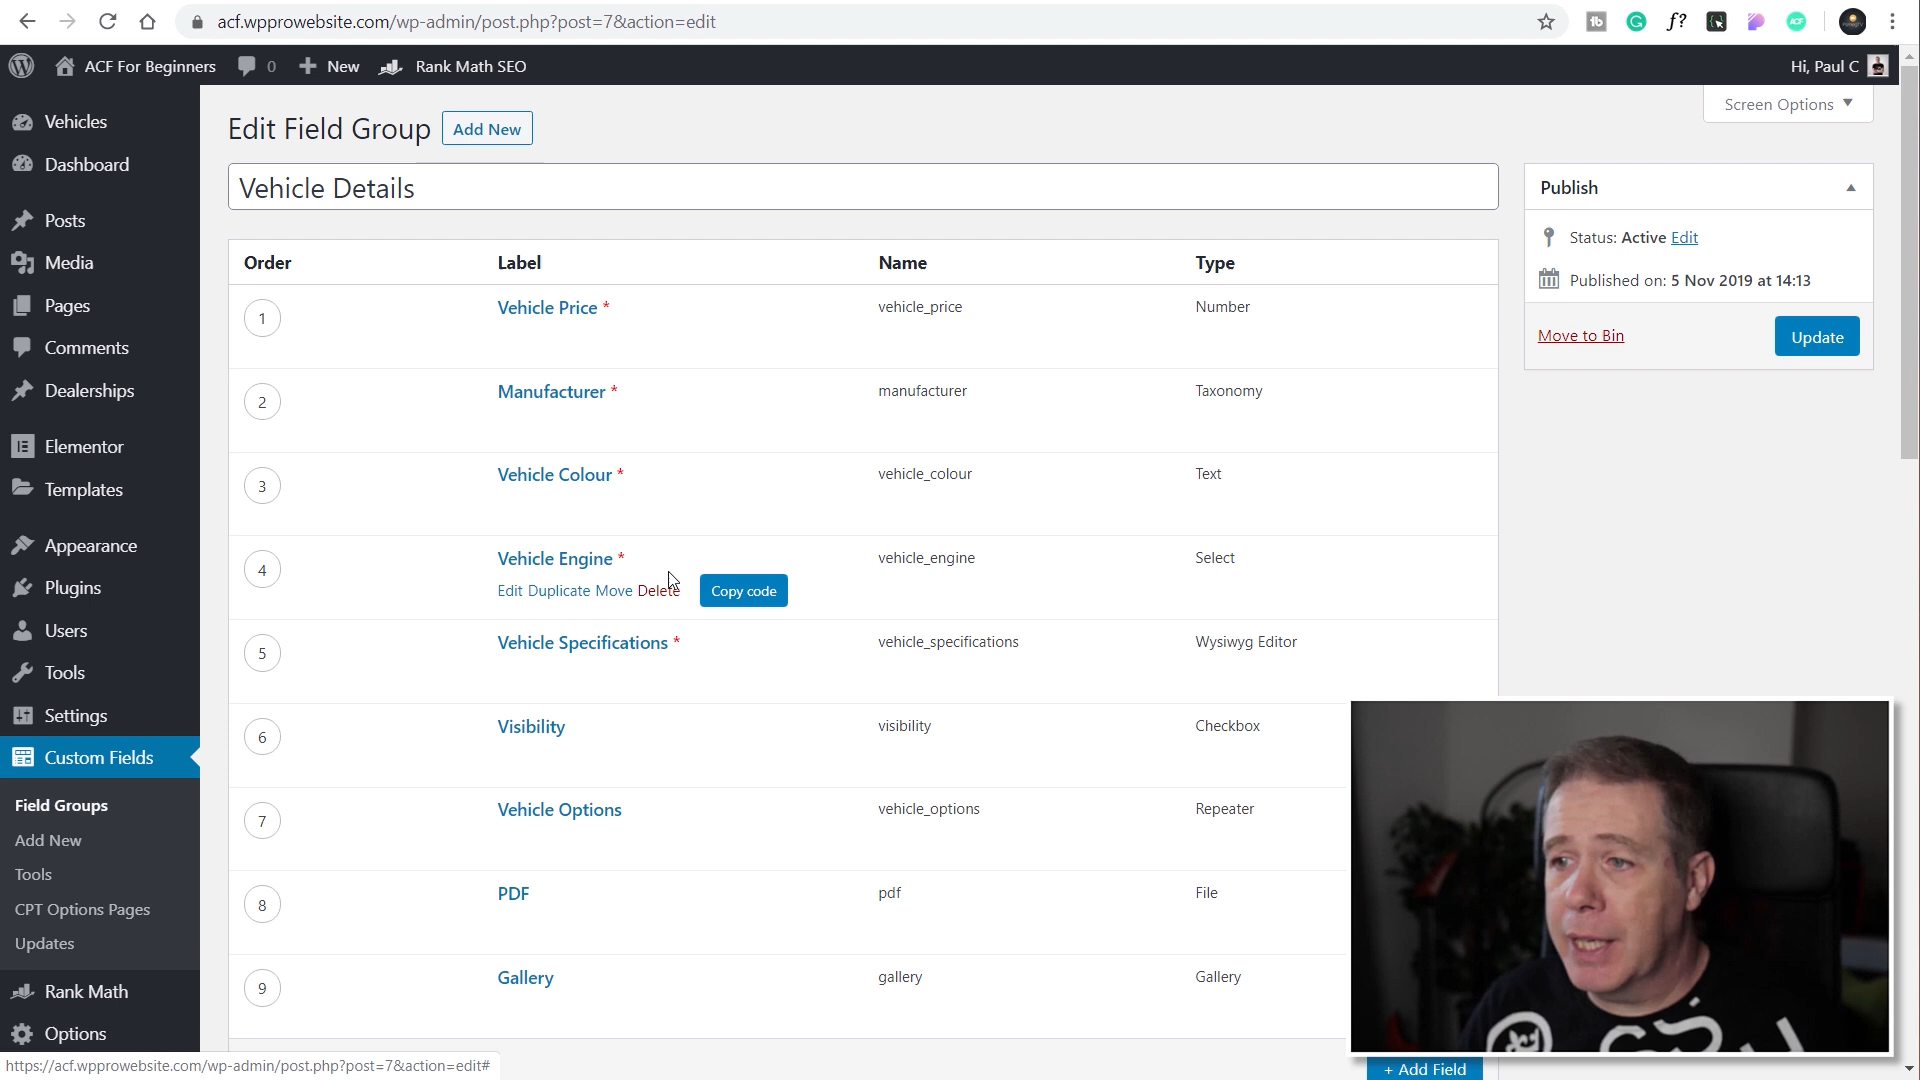 acf.wpprowebsite.com/wp-admin/post.php?post=7&action=edit
ACF For Beginners 0 New Rank Math SEO Hi, Paul C
Screen Options
Vehicles
Dashboard
Posts
Media
Pages
Comments
Dealerships
Elementor
Templates
Appearance
Plugins
Users
Tools
Settings
Custom Fields
Field Groups
Add New
Tools
CPT Options Pages
Updates
Rank Math
Options
Edit Field Group Add New
Vehicle Details
Order Label Name Type
1 Vehicle Price * vehicle_price Number
2 Manufacturer * manufacturer Taxonomy
3 Vehicle Colour * vehicle_colour Text
4 Vehicle Engine * vehicle_engine Select
Edit Duplicate Move Delete Copy code
5 Vehicle Specifications * vehicle_specifications Wysiwyg Editor
6 Visibility visibility Checkbox
7 Vehicle Options vehicle_options Repeater
8 PDF pdf File
9 Gallery gallery Gallery
+ Add Field
Publish
Status: Active Edit
Published on: 5 Nov 2019 at 14:13
Move to Bin Update
https://acf.wpprowebsite.com/wp-admin/post.php?post=7&action=edit#